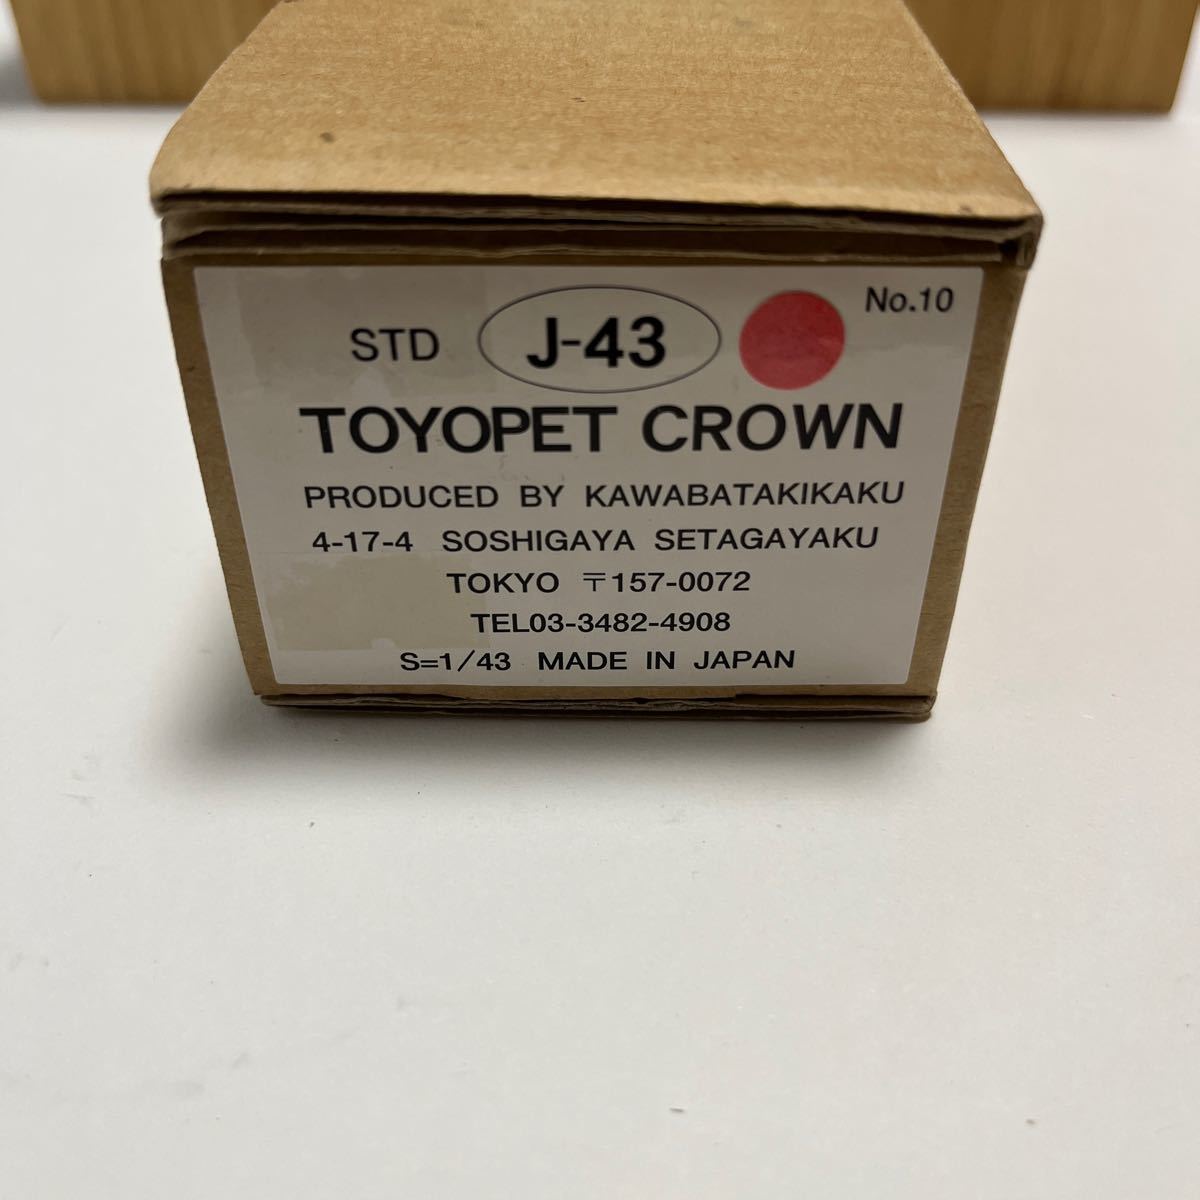 STD J-43 No.10
TOYOPET CROWN
PRODUCED BY KAWABATAKIKAKU
4-17-4 SOSHIGAYA SETAGAYAKU
TOKYO 〒157-0072
TEL03-3482-4908
S=1/43 MADE IN JAPAN